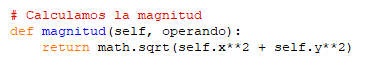 # Calculamos la magnitud
def magnitud(self, operando):
    return math.sqrt(self.x**2 + self.y**2)